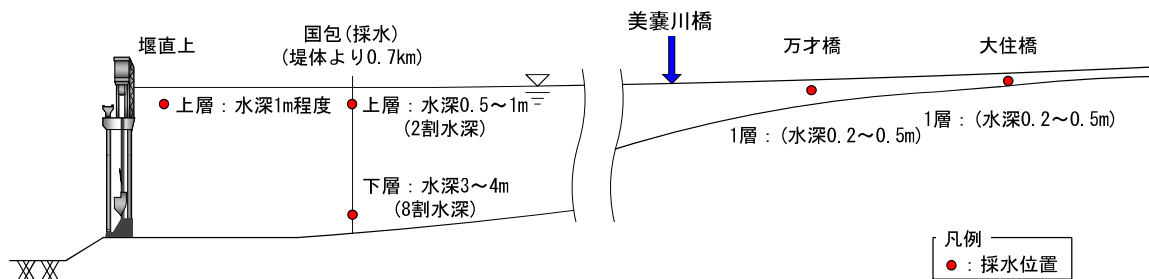 堰直上
国包(採水)
(堤体より0.7km)
美嚢川橋
万才橋
大住橋
上層：水深1m程度
上層：水深0.5～1m
(2割水深)
1層：(水深0.2～0.5m)
1層：(水深0.2～0.5m)
下層：水深3～4m
(8割水深)
凡例
：採水位置